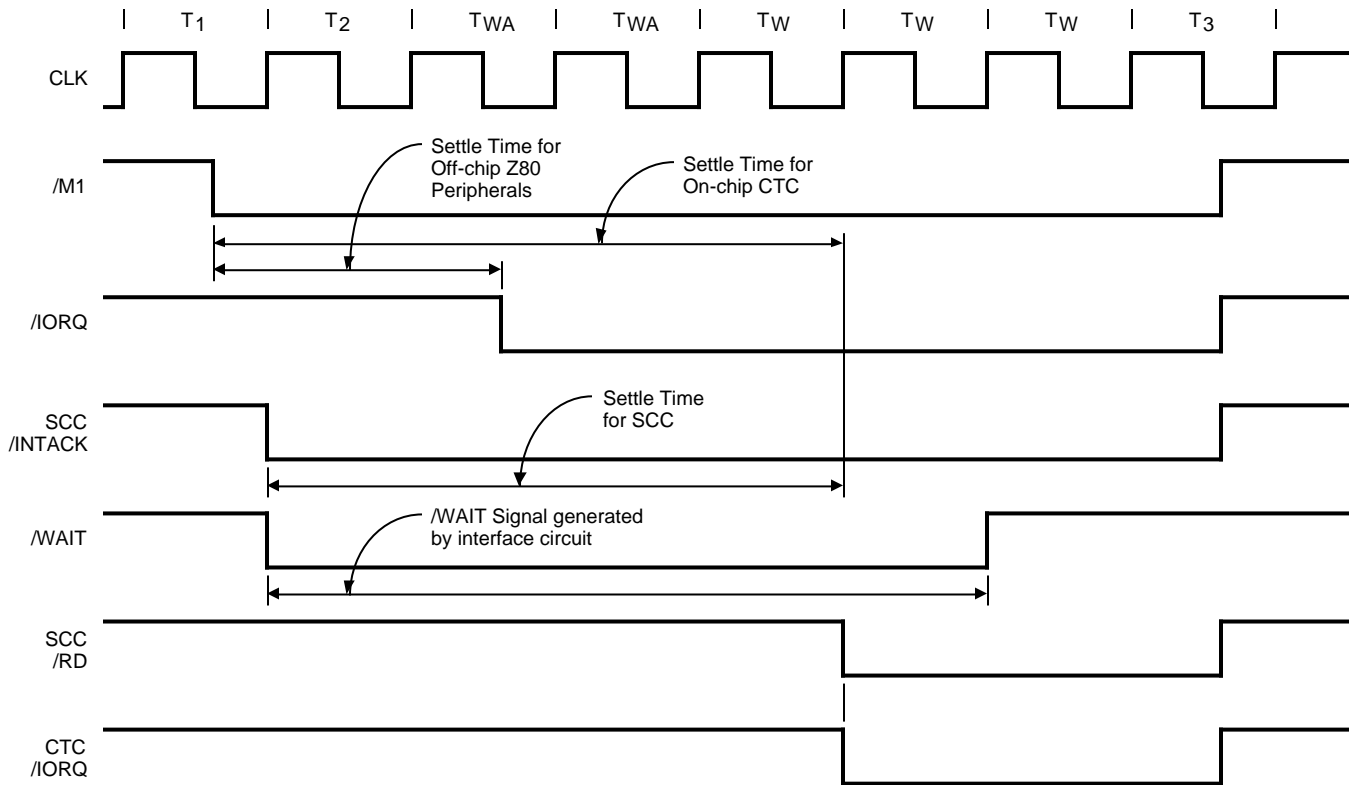 T1 T2 TWA TWA TW TW TW T3
CLK
Settle Time for
Off-chip Z80
Peripherals
Settle Time for
On-chip CTC
/M1
/IORQ
Settle Time
for SCC
SCC
/INTACK
/WAIT Signal generated
by interface circuit
/WAIT
SCC
/RD
CTC
/IORQ